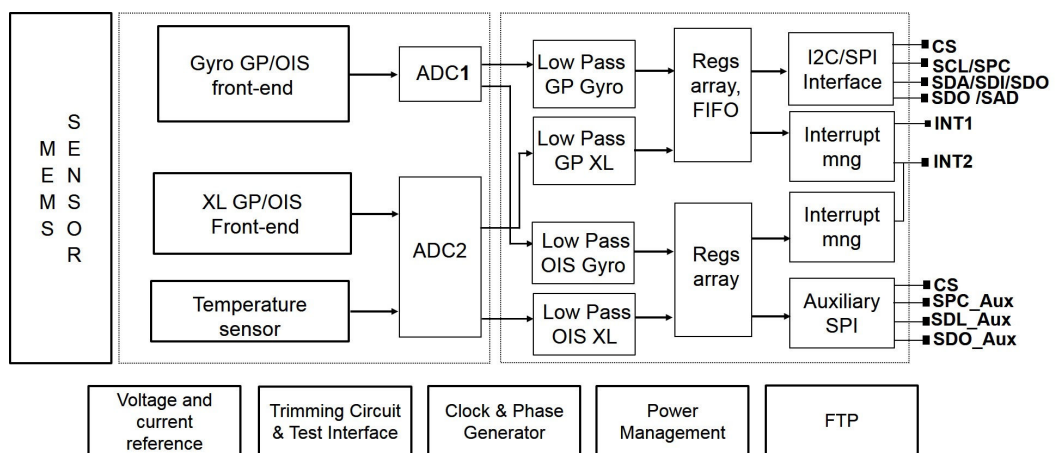 MEMS
SENSOR
Gyro GP/OIS
front-end
XL GP/OIS
Front-end
Temperature
sensor
ADC1
ADC2
Low Pass
GP Gyro
Low Pass
GP XL
Low Pass
OIS Gyro
Low Pass
OIS XL
Regs
array,
FIFO
Regs
array
I2C/SPI
Interface
Interrupt
mng
Interrupt
mng
Auxiliary
SPI
CS
SCL/SPC
SDA/SDI/SDO
SDO /SAD
INT1
INT2
CS
SPC_Aux
SDL_Aux
SDO_Aux
Voltage and
current
reference
Trimming Circuit
& Test Interface
Clock & Phase
Generator
Power
Management
FTP